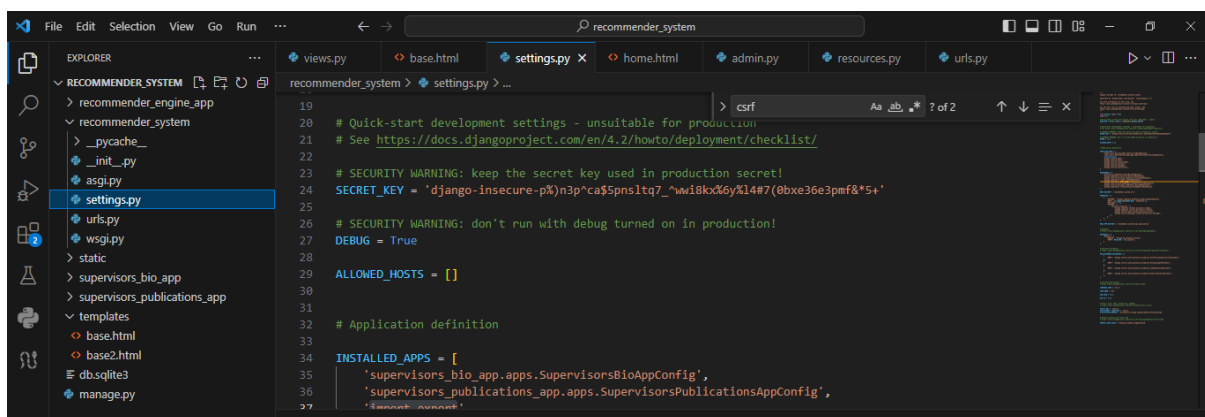 File Edit Selection View Go Run ···
recommender_system
EXPLORER ···
RECOMMENDER_SYSTEM
> recommender_engine_app
recommender_system
> __pycache__
__init__.py
asgi.py
settings.py
urls.py
wsgi.py
> static
> supervisors_bio_app
> supervisors_publications_app
templates
base.html
base2.html
db.sqlite3
manage.py
2
views.py base.html settings.py home.html admin.py resources.py urls.py
recommender_system > settings.py > ...
csrf Aa ab, .* ? of 2
19
20 # Quick-start development settings - unsuitable for production
21 # See https://docs.djangoproject.com/en/4.2/howto/deployment/checklist/
22
23 # SECURITY WARNING: keep the secret key used in production secret!
24 SECRET_KEY = 'django-insecure-p%)n3p^ca$5pnsltq7_^wwi8kx%6y%l4#7(0bxe36e3pmf&*5+'
25
26 # SECURITY WARNING: don't run with debug turned on in production!
27 DEBUG = True
28
29 ALLOWED_HOSTS = []
30
31
32 # Application definition
33
34 INSTALLED_APPS = [
35 'supervisors_bio_app.apps.SupervisorsBioAppConfig',
36 'supervisors_publications_app.apps.SupervisorsPublicationsAppConfig',
37 'import_export'